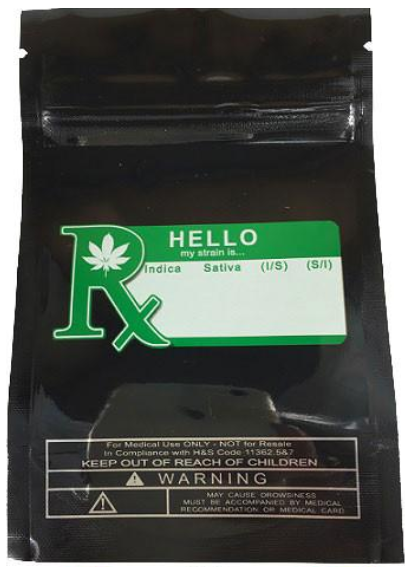 Rx HELLO
my strain is...
Indica Sativa (I/S) (S/I)
For Medical Use ONLY - NOT for Resale
In Compliance with H&S Code 11362.5&7
KEEP OUT OF REACH OF CHILDREN
WARNING
MAY CAUSE DROWSINESS
MUST BE ACCOMPANIED BY MEDICAL
RECOMMENDATION OR MEDICAL CARD